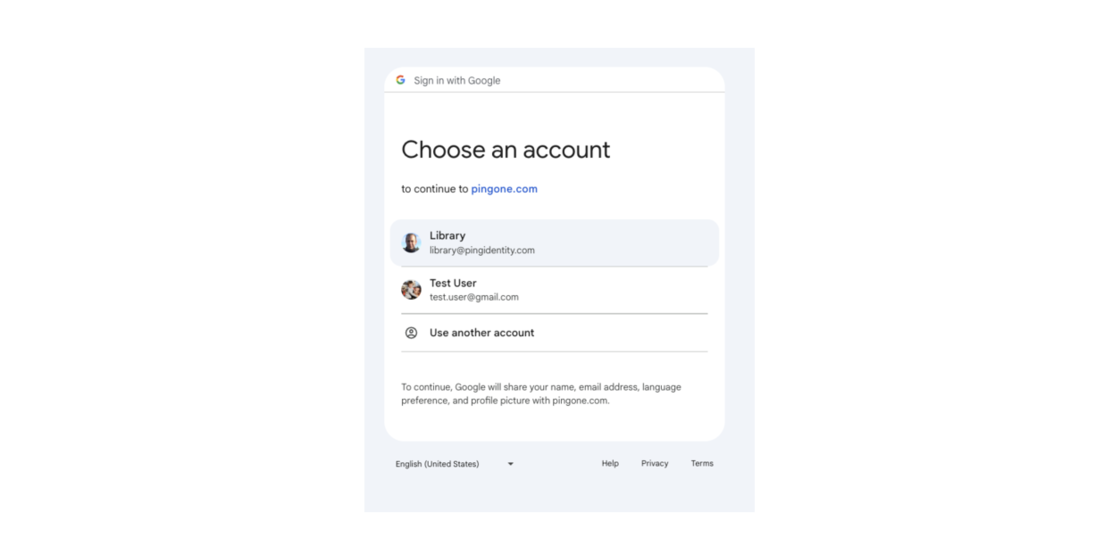 Sign in with Google
Choose an account
to continue to pingone.com
Library
library@pingidentity.com
Test User
test.user@gmail.com
Use another account
To continue, Google will share your name, email address, language
preference, and profile picture with pingone.com.
English (United States)
Help Privacy Terms